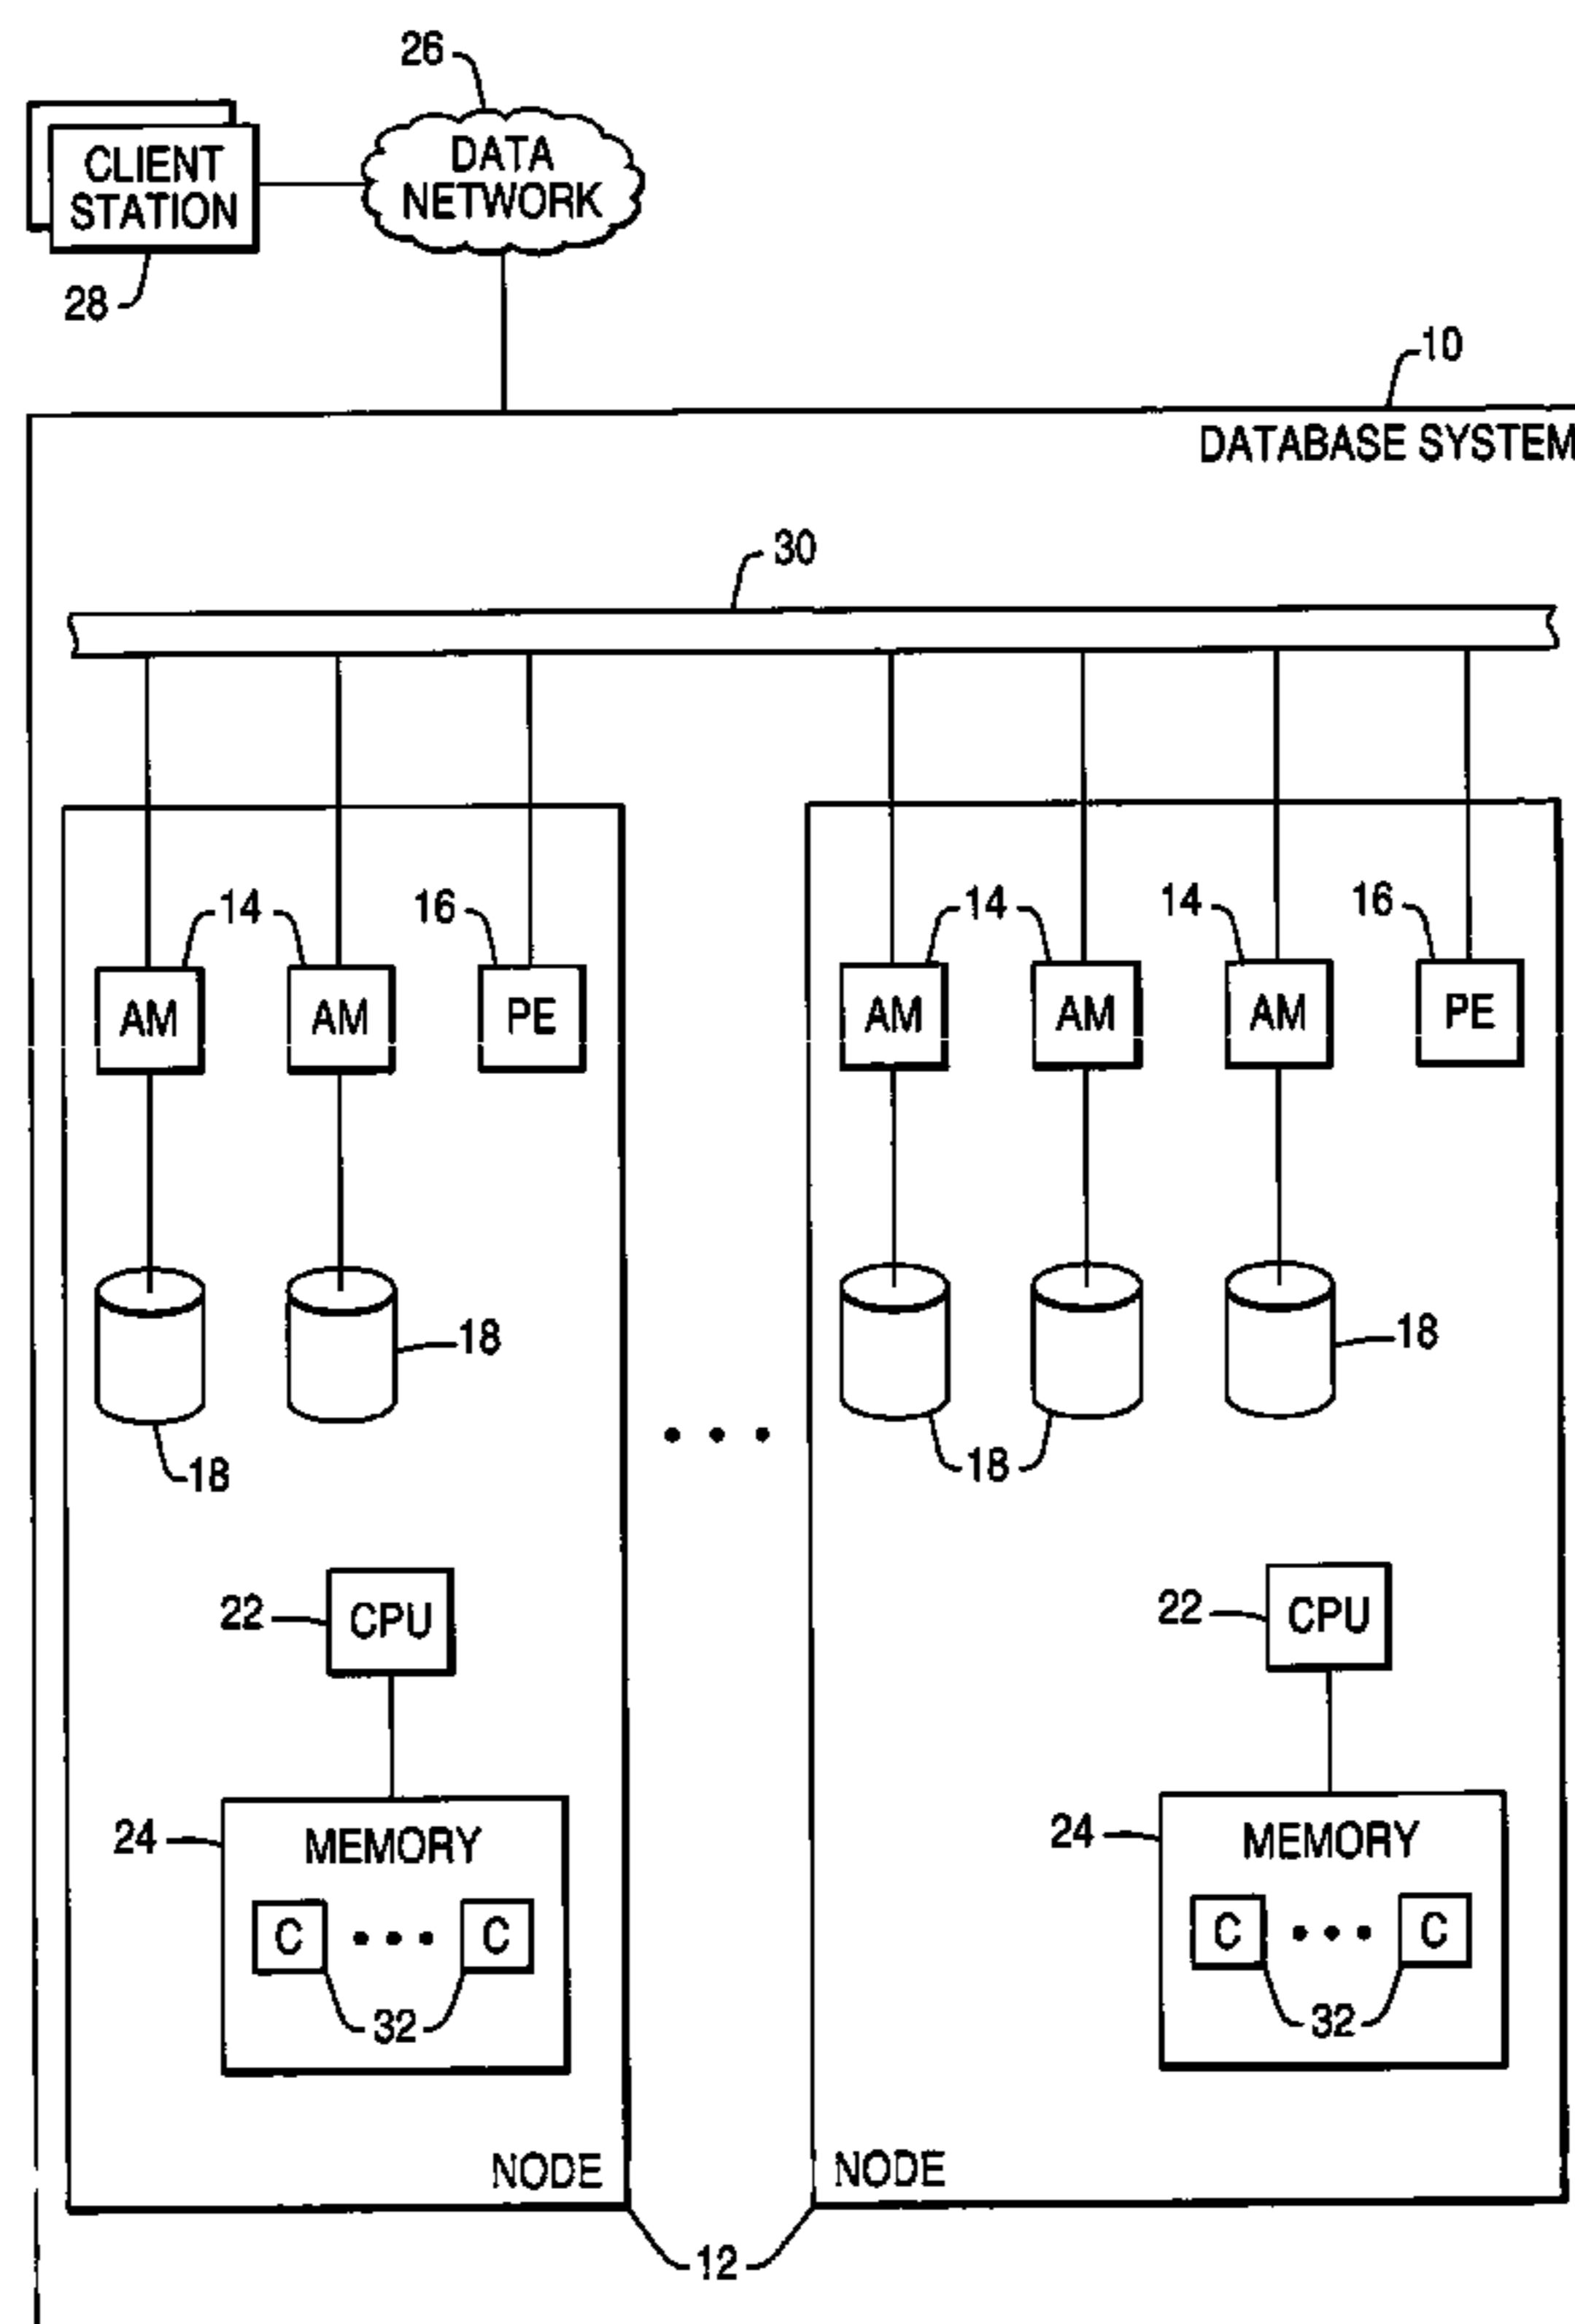 26
CLIENT
STATION
DATA
NETWORK
28
10
DATABASE SYSTEM
30
14
16
14
14
16
AM
AM
PE
AM
AM
AM
PE
18
18
18
18
22
CPU
22
CPU
24
MEMORY
24
MEMORY
C
C
C
C
32
32
NODE
NODE
12